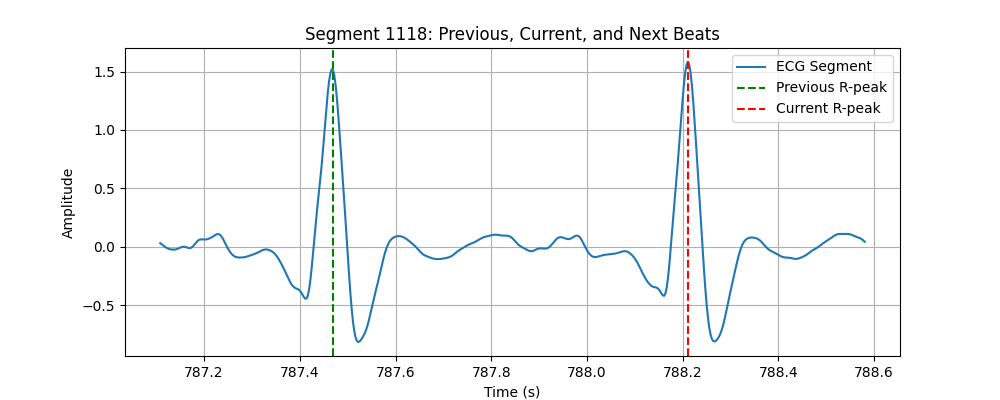 Segment 1118: Previous, Current, and Next Beats
ECG Segment
Previous R-peak
Current R-peak
1.5
1.0
0.5
0.0
−0.5
Amplitude
787.2 787.4 787.6 787.8 788.0 788.2 788.4 788.6
Time (s)